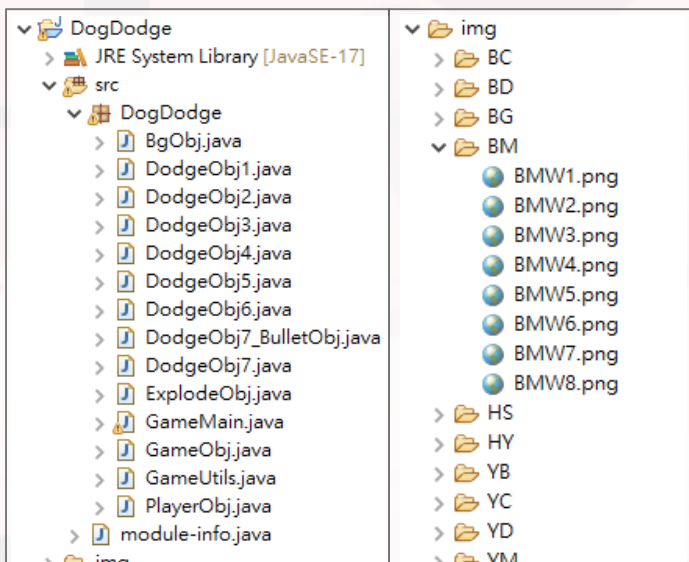 DogDodge
JRE System Library [JavaSE-17]
src
DogDodge
BgObj.java
DodgeObj1.java
DodgeObj2.java
DodgeObj3.java
DodgeObj4.java
DodgeObj5.java
DodgeObj6.java
DodgeObj7_BulletObj.java
DodgeObj7.java
ExplodeObj.java
GameMain.java
GameObj.java
GameUtils.java
PlayerObj.java
module-info.java
img
img
BC
BD
BG
BM
BMW1.png
BMW2.png
BMW3.png
BMW4.png
BMW5.png
BMW6.png
BMW7.png
BMW8.png
HS
HY
YB
YC
YD
YM